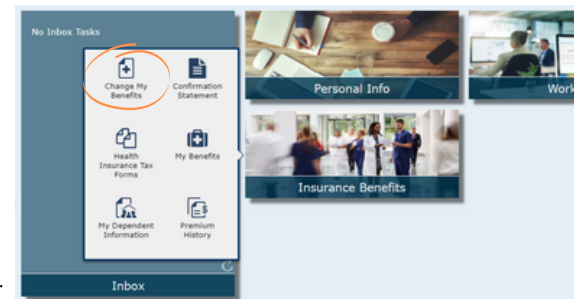 No Inbox Tasks
Change My
Benefits
Confirmation
Statement
Health
Insurance Tax
Forms
My Benefits
My Dependent
Information
Premium
History
Inbox
Personal Info
Insurance Benefits
Work